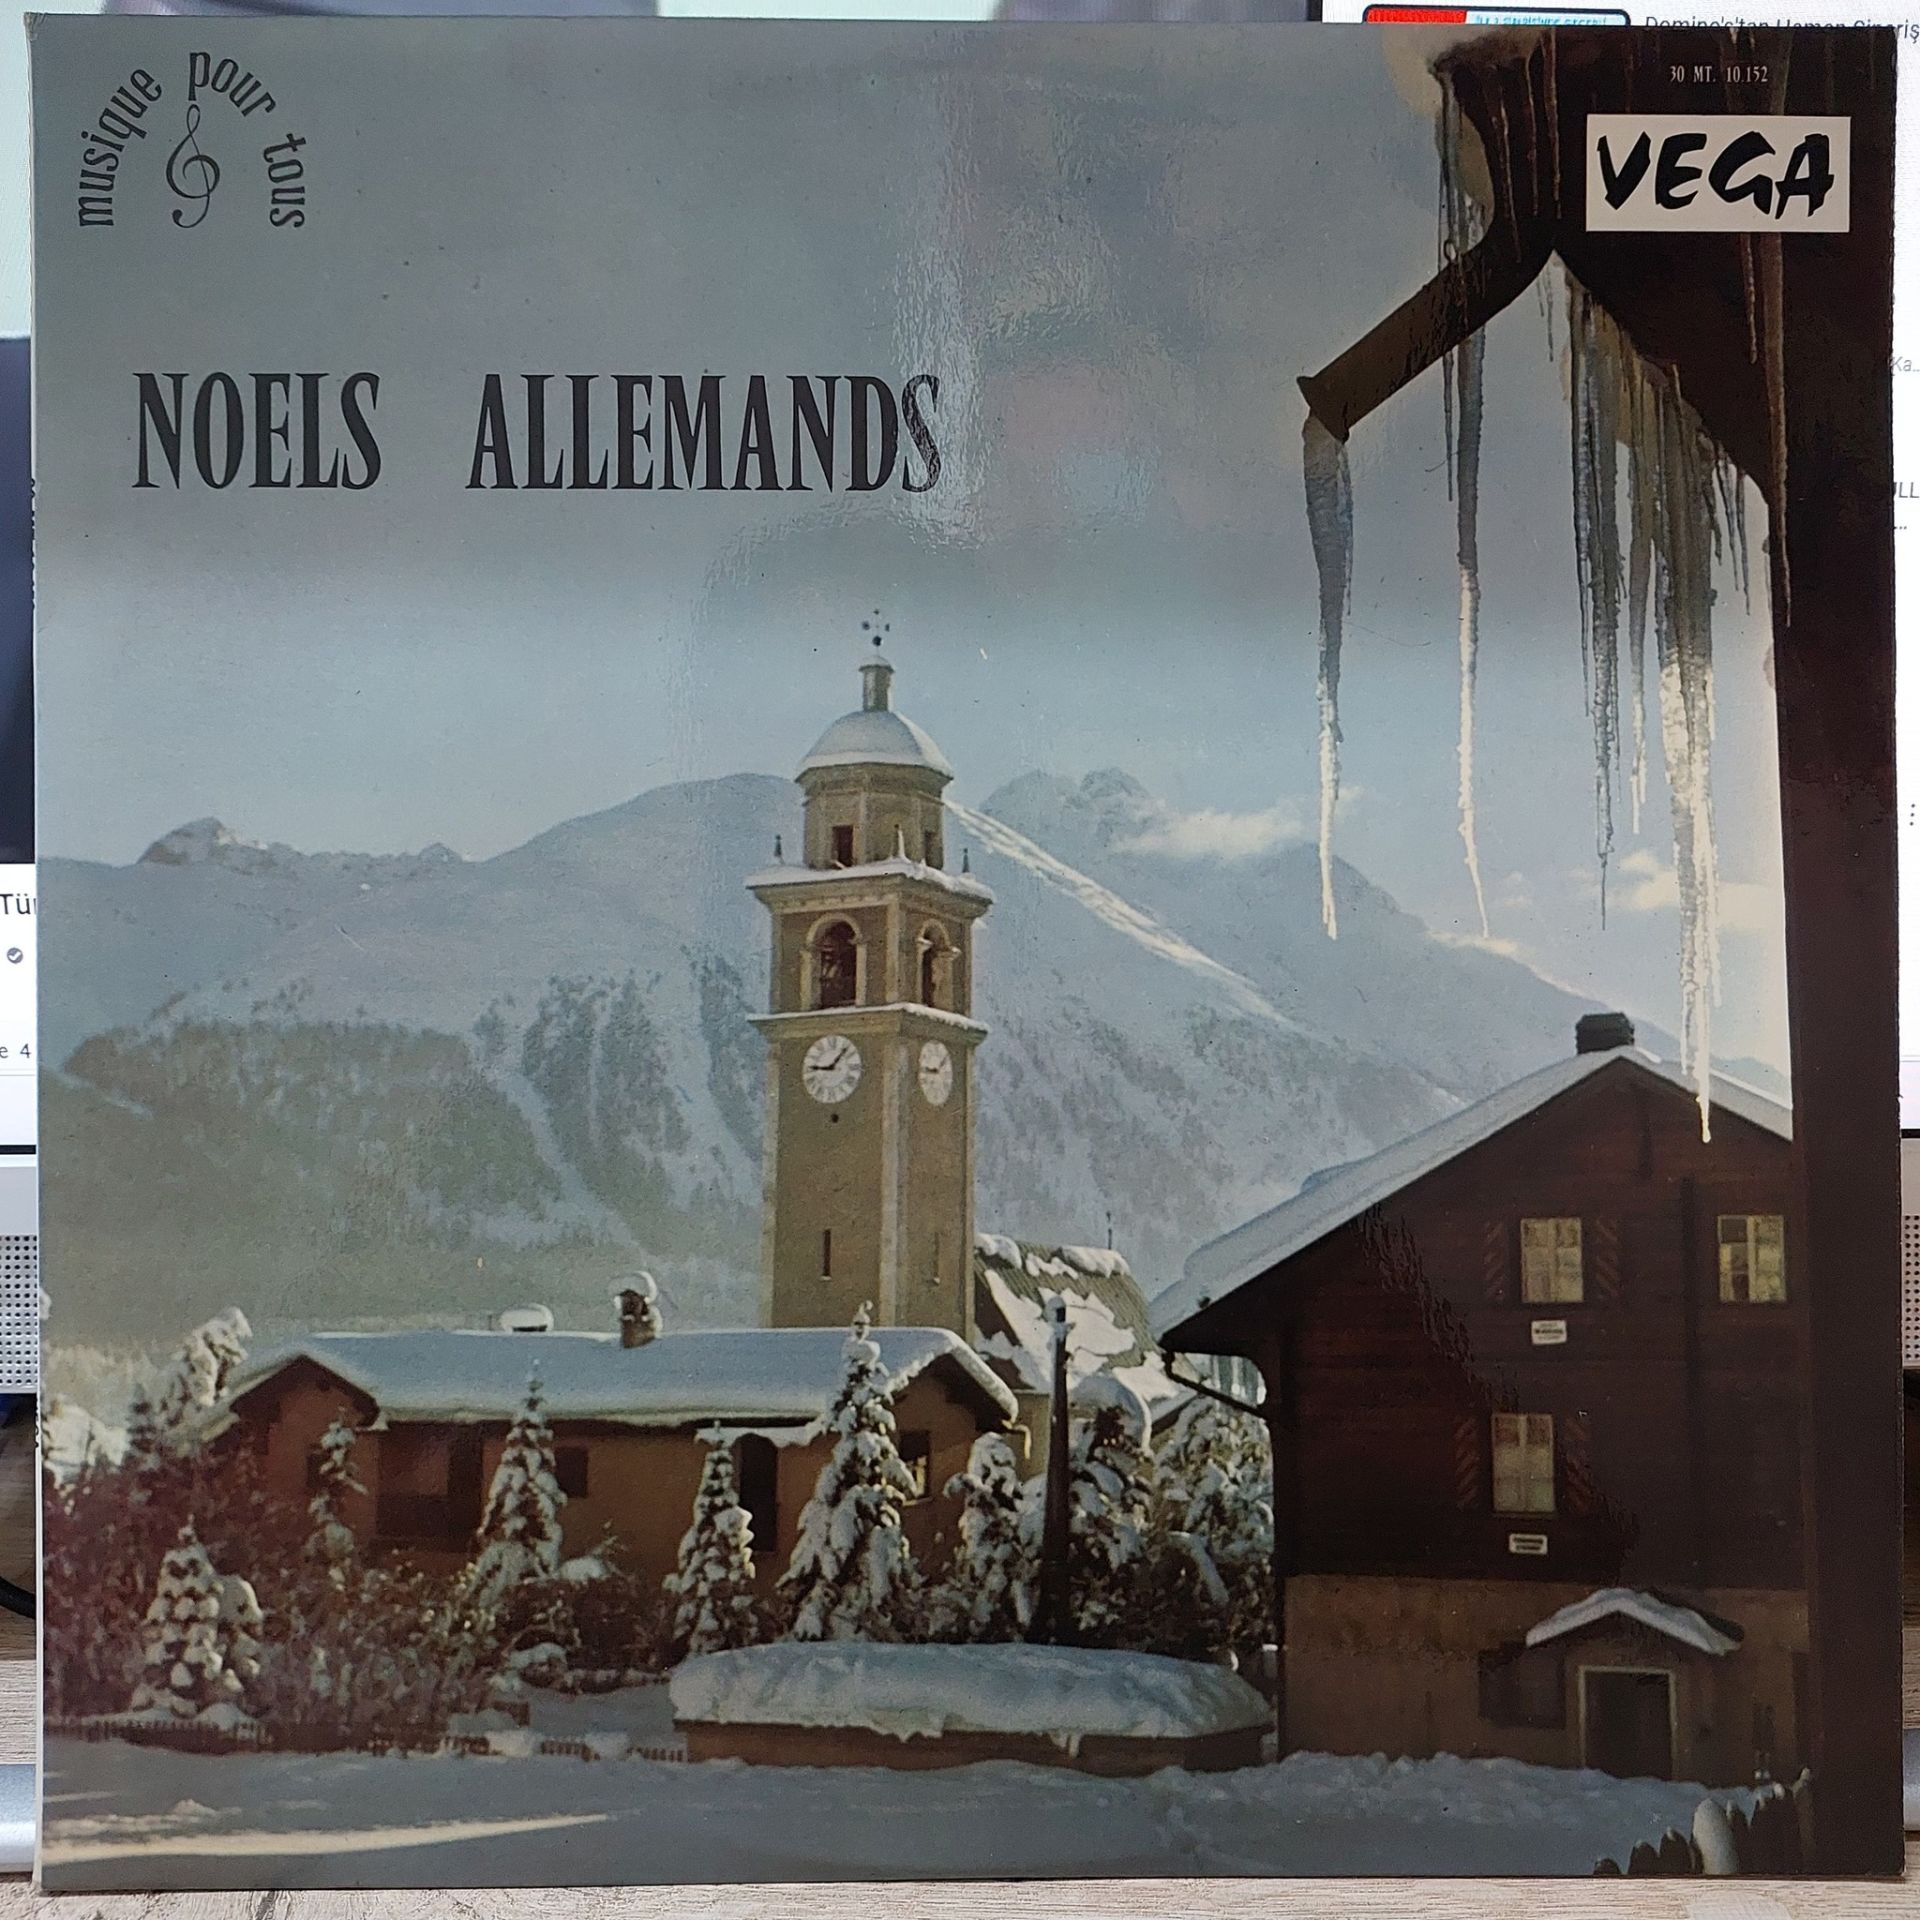 musique pour tous
30 MT. 10.152
VEGA
NOELS ALLEMANDS